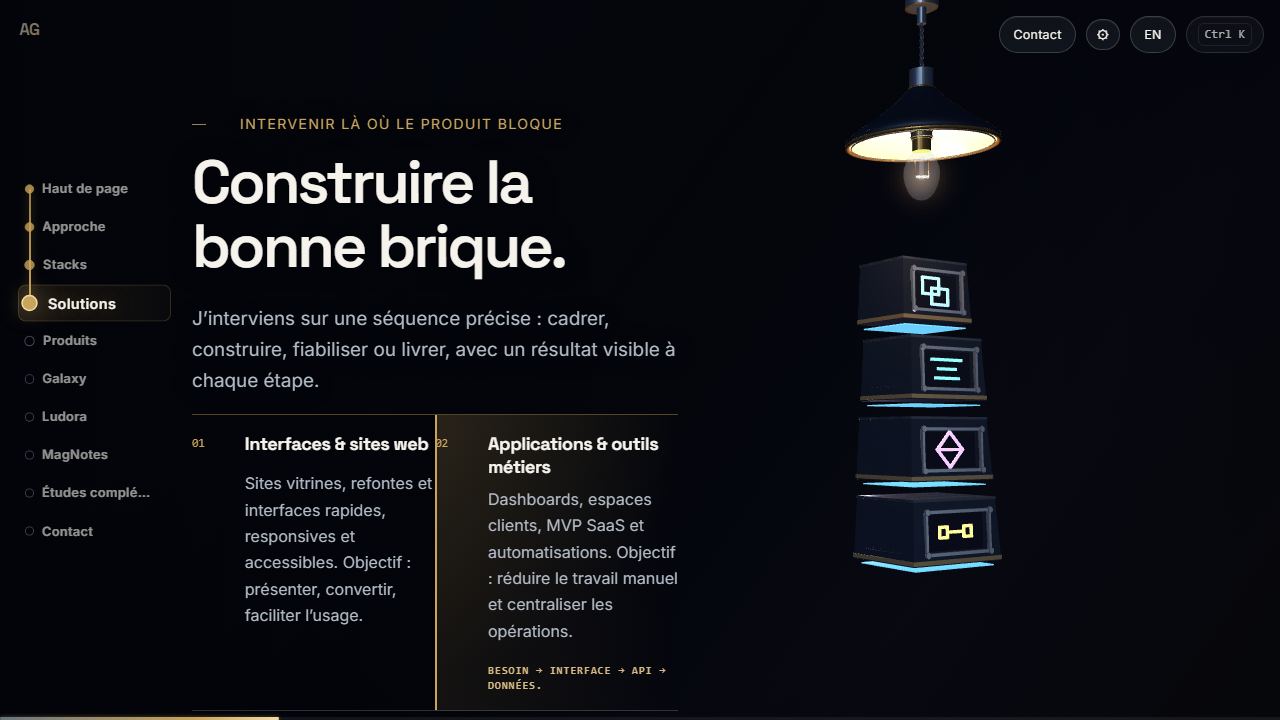 AG
Contact
EN
Ctrl K
— INTERVENIR LÀ OÙ LE PRODUIT BLOQUE
Construire la
bonne brique.
Haut de page
Approche
Stacks
Solutions
Produits
Galaxy
Ludora
MagNotes
Études complé...
Contact
J’interviens sur une séquence précise : cadrer,
construire, fiabiliser ou livrer, avec un résultat visible à
chaque étape.
01
Interfaces & sites web
Sites vitrines, refontes et
interfaces rapides,
responsives et
accessibles. Objectif :
présenter, convertir,
faciliter l’usage.
02
Applications & outils
métiers
Dashboards, espaces
clients, MVP SaaS et
automatisations. Objectif
: réduire le travail manuel
et centraliser les
opérations.
BESOIN → INTERFACE → API →
DONNÉES.